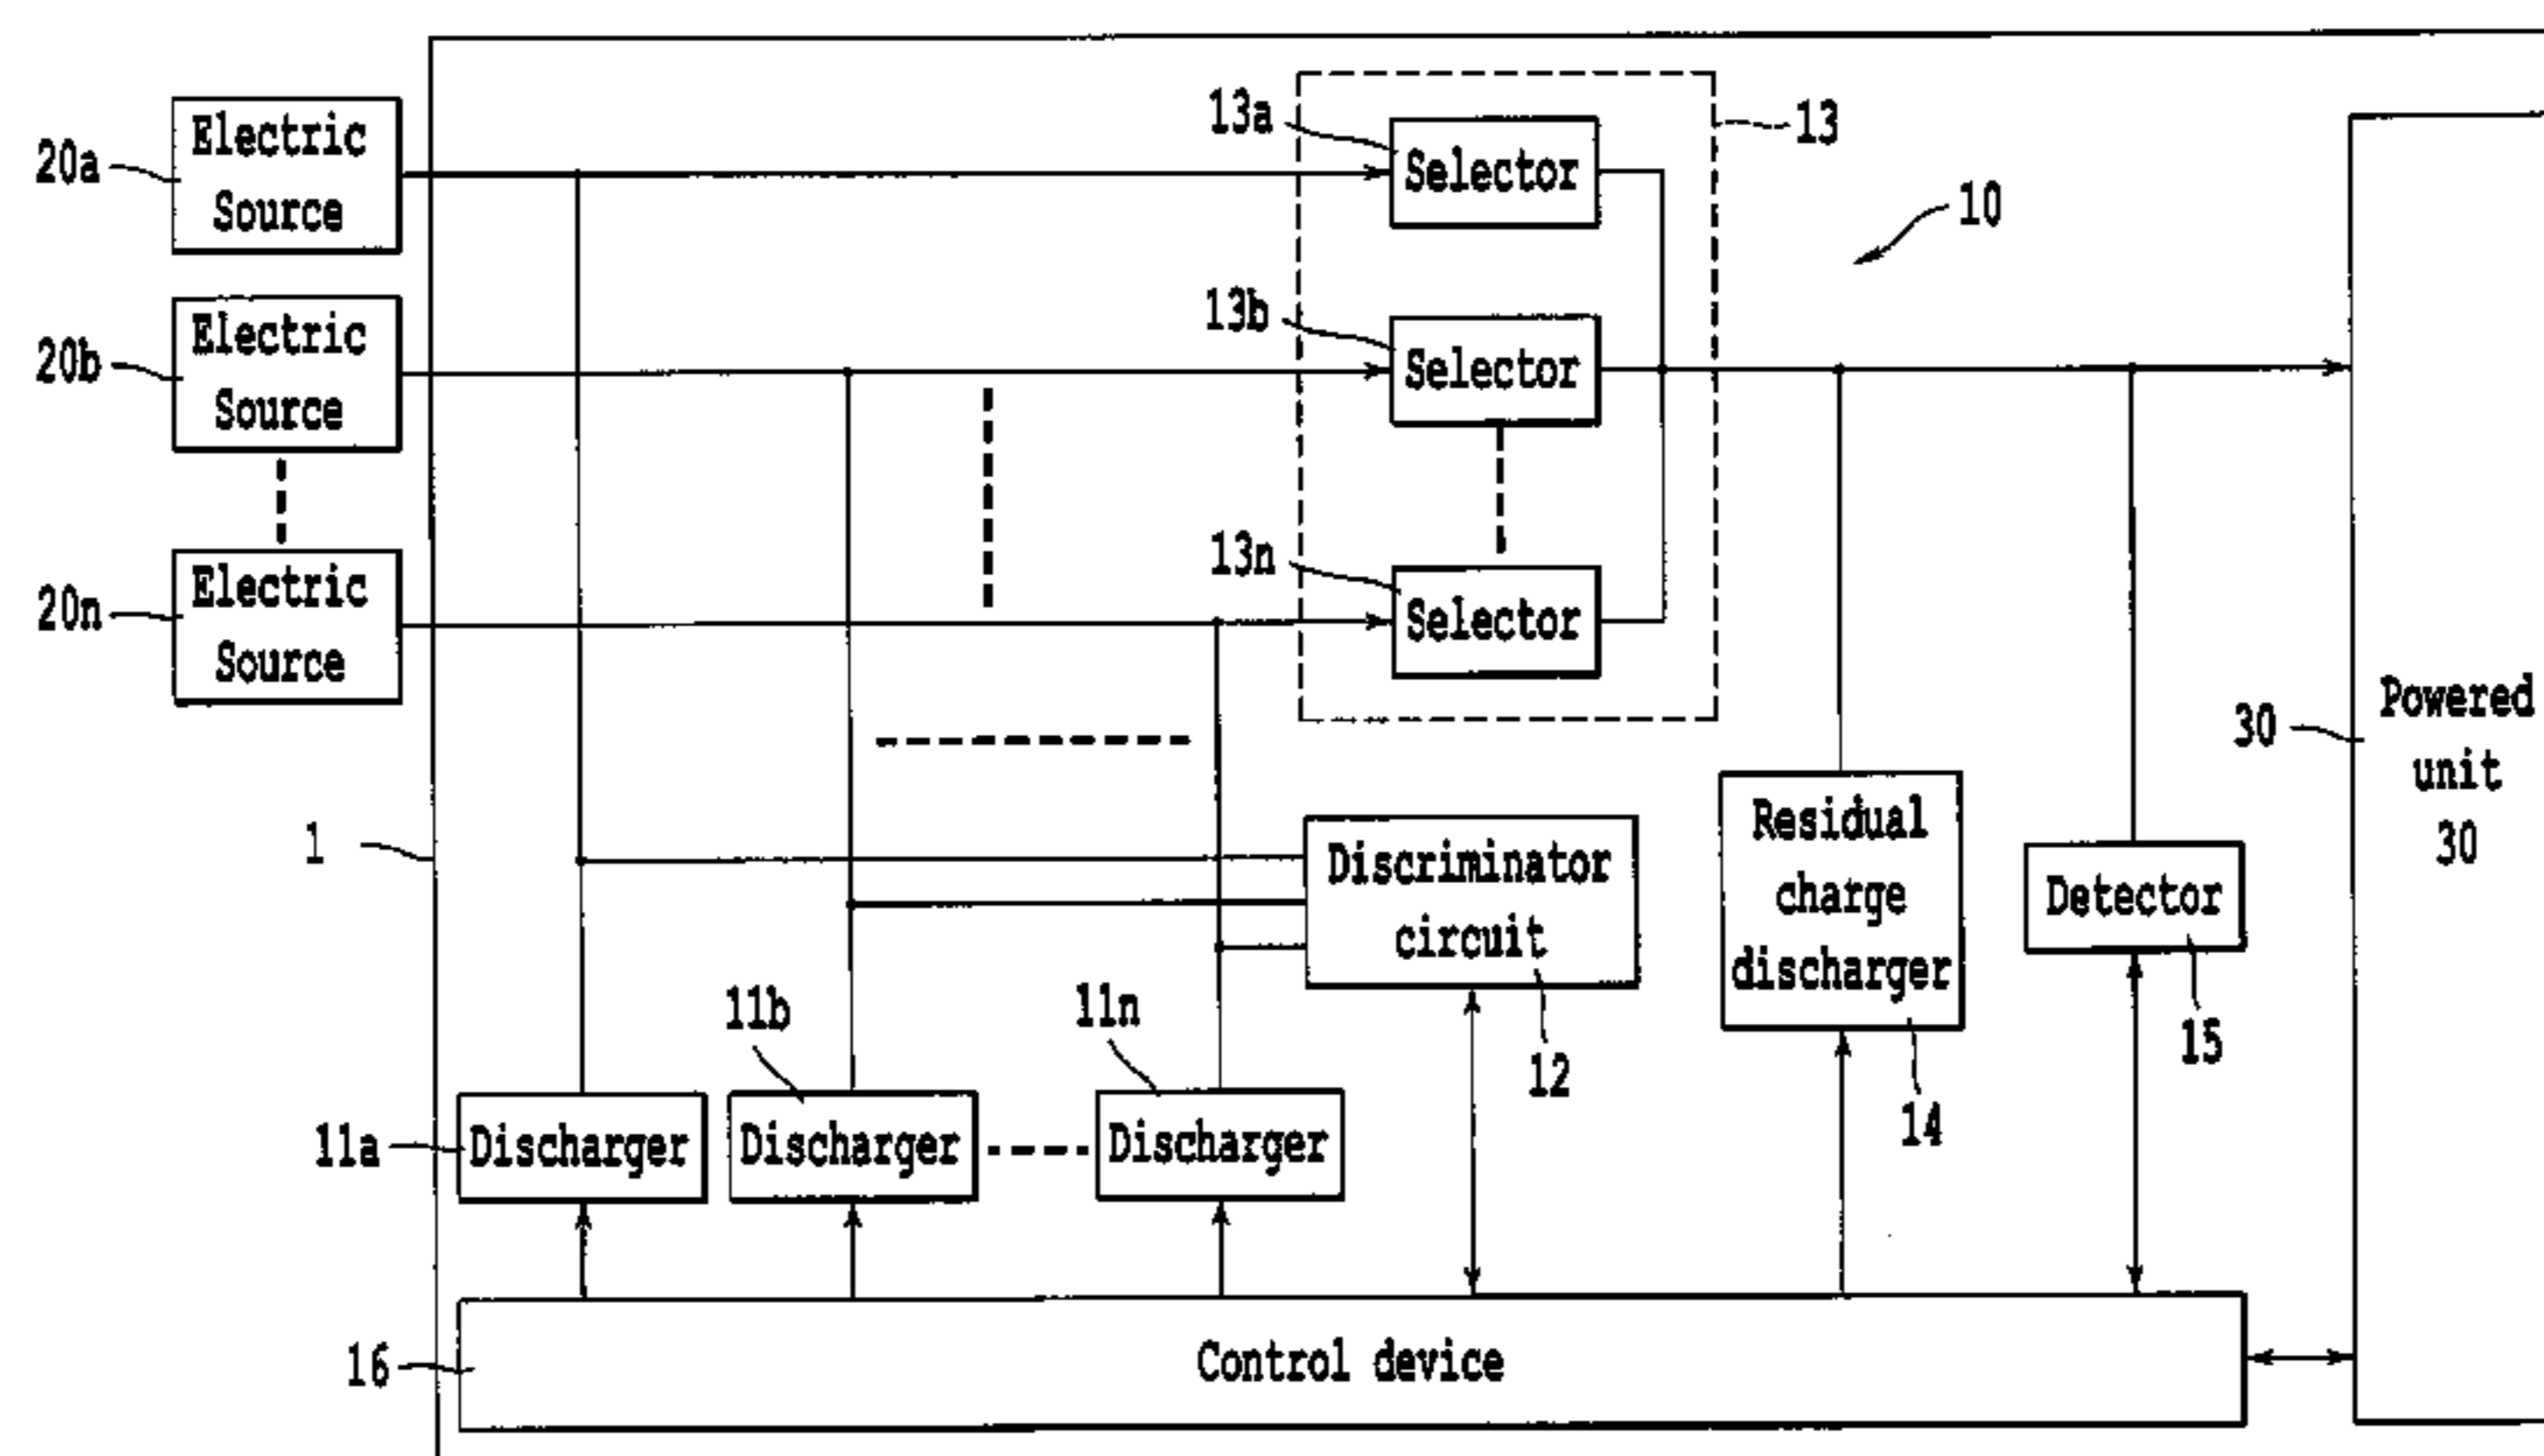 20a
Electric
Source
13a
Selector
13
10
20b
Electric
Source
13b
Selector
20n
Electric
Source
13n
Selector
30
Powered
unit
30
1
Discriminator
circuit
12
Residual
charge
discharger
14
Detector
15
11a
Discharger
11b
Discharger
11n
Discharger
16
Control device